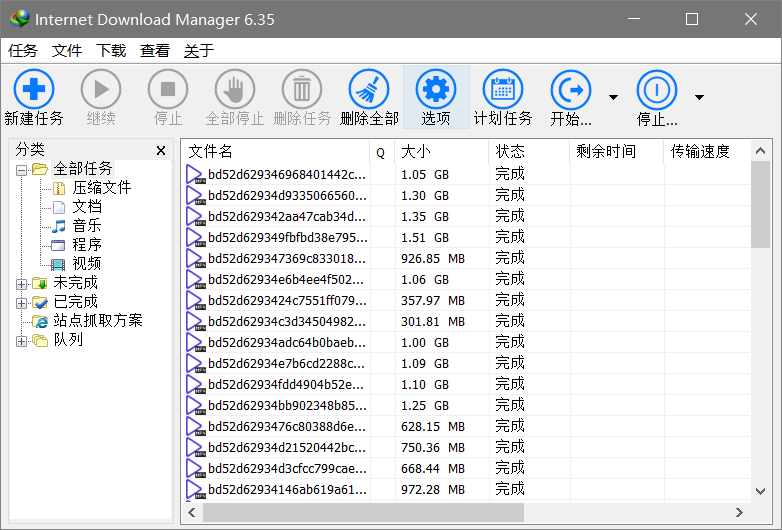 Internet Download Manager 6.35
任务 文件 下载 查看 关于
新建任务 继续 停止 全部停止 删除任务 删除全部 选项 计划任务 开始... 停止...
分类
全部任务
压缩文件
文档
音乐
程序
视频
未完成
已完成
站点抓取方案
队列
文件名 Q 大小 状态 剩余时间 传输速度
bd52d629346968401442c... 1.05 GB 完成
bd52d62934d9335066560... 1.30 GB 完成
bd52d629342aa47cab34d... 1.35 GB 完成
bd52d629349fbfbd38e795... 1.51 GB 完成
bd52d629347369c833018... 926.85 MB 完成
bd52d62934e6b4ee4f502... 1.06 GB 完成
bd52d6293424c7551ff079... 357.97 MB 完成
bd52d62934c3d34504982... 301.81 MB 完成
bd52d62934adc64b0baeb... 1.00 GB 完成
bd52d62934e7b6cd2288c... 1.09 GB 完成
bd52d62934fdd4904b52e... 1.10 GB 完成
bd52d62934bb902348b85... 1.25 GB 完成
bd52d6293476c80388d6e... 628.15 MB 完成
bd52d62934d21520442bc... 750.36 MB 完成
bd52d62934d3cfcc799cae... 668.44 MB 完成
bd52d62934146ab619a61... 972.28 MB 完成